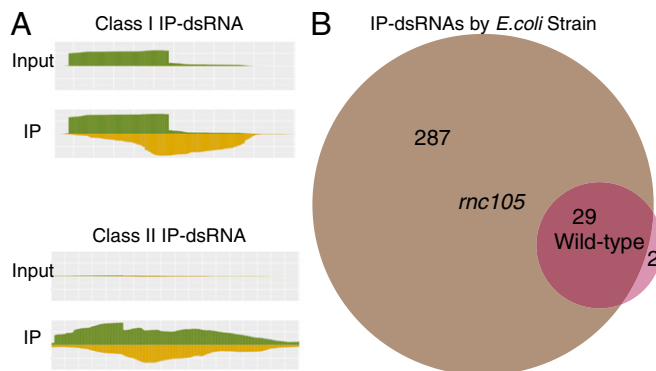 A
Class I IP-dsRNA
Input
IP
Class II IP-dsRNA
Input
IP
B
IP-dsRNAs by E.coli Strain
287
rnc105
29
Wild-type
2